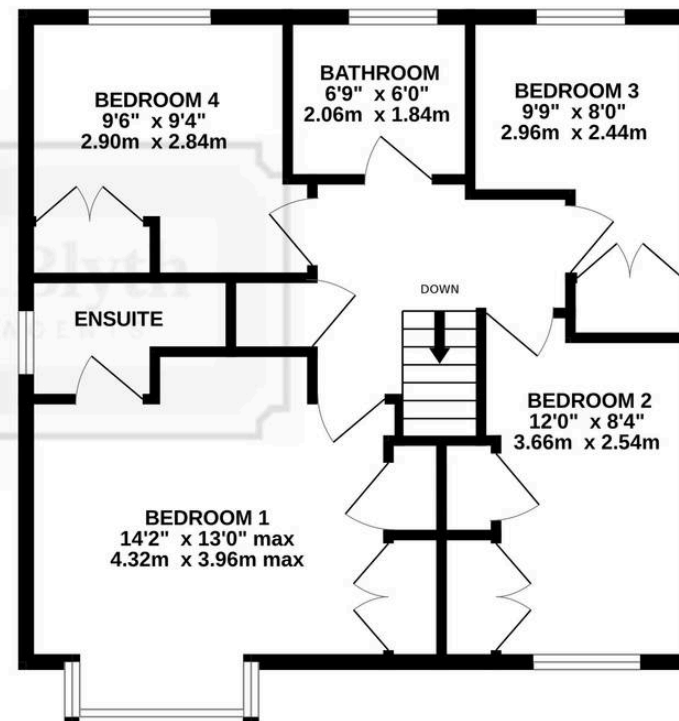 BEDROOM 4
9'6" x 9'4"
2.90m x 2.84m
BATHROOM
6'9" x 6'0"
2.06m x 1.84m
BEDROOM 3
9'9" x 8'0"
2.96m x 2.44m
Blyth
AGENTS
ENSUITE
DOWN
BEDROOM 2
12'0" x 8'4"
3.66m x 2.54m
BEDROOM 1
14'2" x 13'0" max
4.32m x 3.96m max